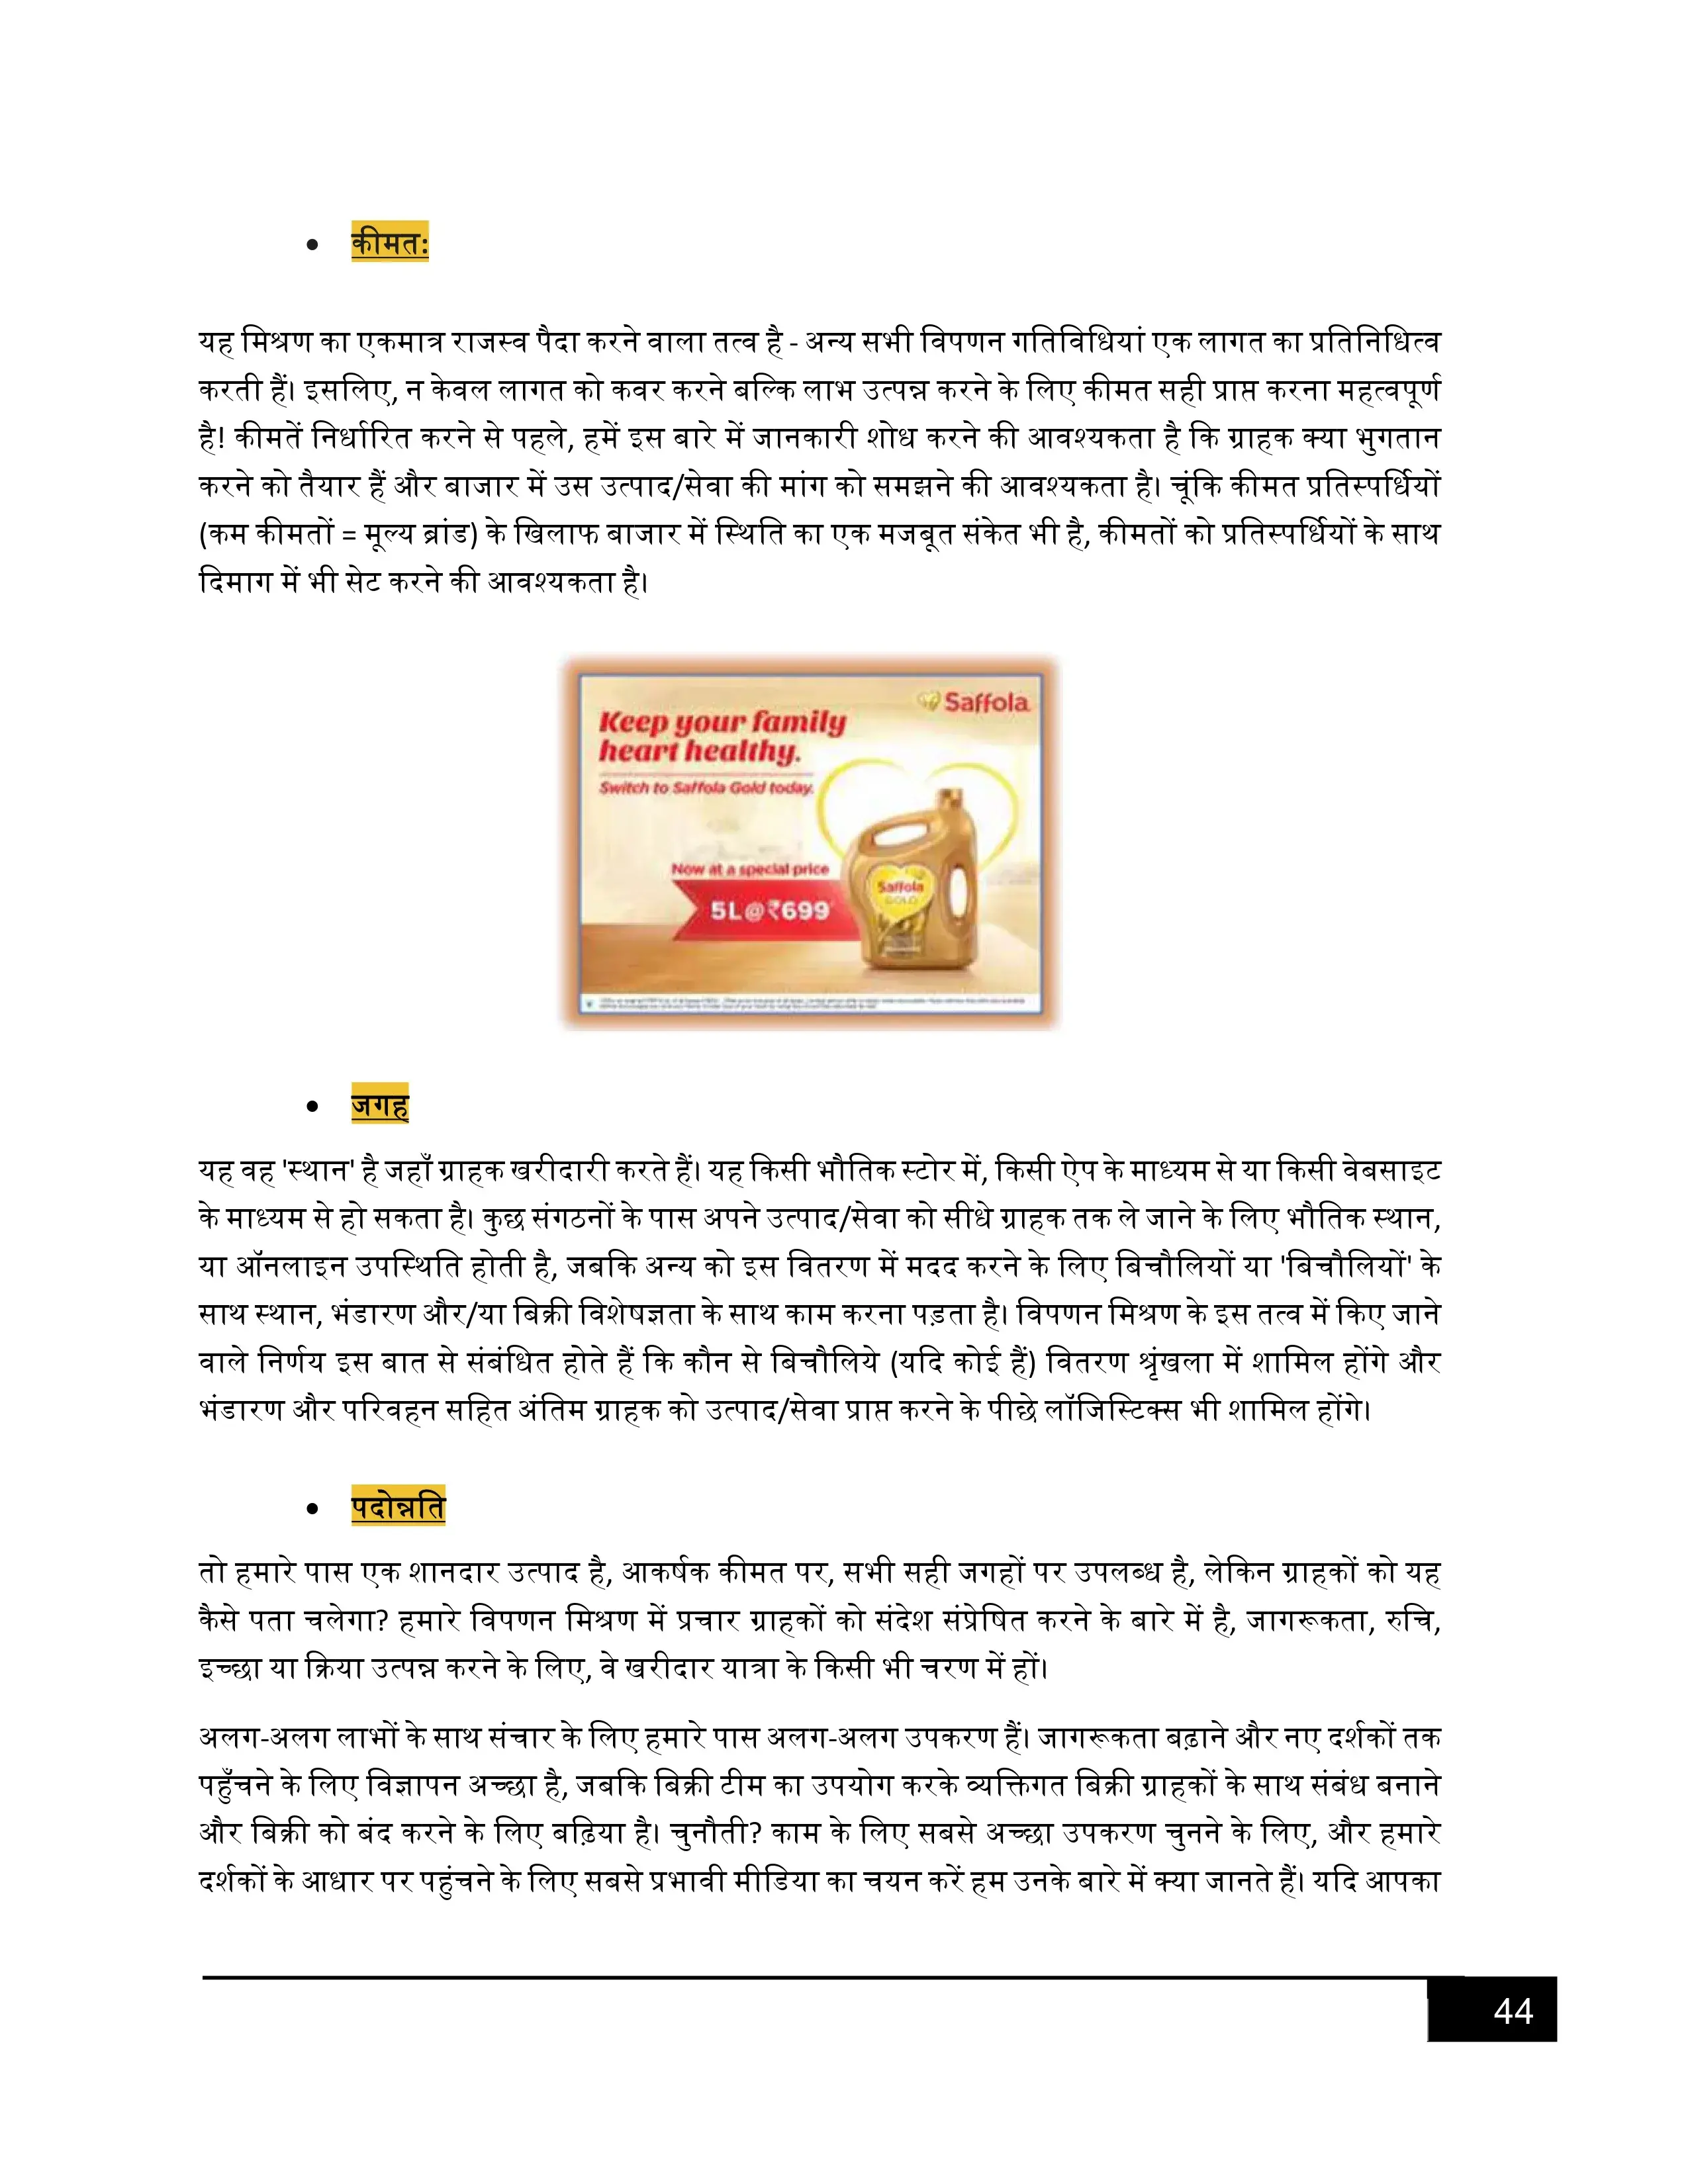 • कीमत:
यह मिश्रण का एकमात्र राजस्व पैदा करने वाला तत्व है - अन्य सभी विपणन गतिविधियां एक लागत का प्रतिनिधित्व
करती हैं। इसलिए, न केवल लागत को कवर करने बल्कि लाभ उत्पन्न करने के लिए कीमत सही प्राप्त करना महत्वपूर्ण
है! कीमतें निर्धारित करने से पहले, हमें इस बारे में जानकारी शोध करने की आवश्यकता है कि ग्राहक क्या भुगतान
करने को तैयार हैं और बाजार में उस उत्पाद/सेवा की मांग को समझने की आवश्यकता है। चूंकि कीमत प्रतिस्पर्धियों
(कम कीमतों = मूल्य ब्रांड) के खिलाफ बाजार में स्थिति का एक मजबूत संकेत भी है, कीमतों को प्रतिस्पर्धियों के साथ
दिमाग में भी सेट करने की आवश्यकता है।
Saffola
Keep your family
heart healthy.
Switch to Saffola Gold today.
Now at a special price
5L@₹699
Saffola
GOLD
• जगह
यह वह 'स्थान' है जहाँ ग्राहक खरीदारी करते हैं। यह किसी भौतिक स्टोर में, किसी ऐप के माध्यम से या किसी वेबसाइट
के माध्यम से हो सकता है। कुछ संगठनों के पास अपने उत्पाद/सेवा को सीधे ग्राहक तक ले जाने के लिए भौतिक स्थान,
या ऑनलाइन उपस्थिति होती है, जबकि अन्य को इस वितरण में मदद करने के लिए बिचौलियों या 'बिचौलियों' के
साथ स्थान, भंडारण और/या बिक्री विशेषज्ञता के साथ काम करना पड़ता है। विपणन मिश्रण के इस तत्व में किए जाने
वाले निर्णय इस बात से संबंधित होते हैं कि कौन से बिचौलिये (यदि कोई हैं) वितरण श्रृंखला में शामिल होंगे और
भंडारण और परिवहन सहित अंतिम ग्राहक को उत्पाद/सेवा प्राप्त करने के पीछे लॉजिस्टिक्स भी शामिल होंगे।
• पदोन्नति
तो हमारे पास एक शानदार उत्पाद है, आकर्षक कीमत पर, सभी सही जगहों पर उपलब्ध है, लेकिन ग्राहकों को यह
कैसे पता चलेगा? हमारे विपणन मिश्रण में प्रचार ग्राहकों को संदेश संप्रेषित करने के बारे में है, जागरूकता, रुचि,
इच्छा या क्रिया उत्पन्न करने के लिए, वे खरीदार यात्रा के किसी भी चरण में हों।
अलग-अलग लाभों के साथ संचार के लिए हमारे पास अलग-अलग उपकरण हैं। जागरूकता बढ़ाने और नए दर्शकों तक
पहुँचने के लिए विज्ञापन अच्छा है, जबकि बिक्री टीम का उपयोग करके व्यक्तिगत बिक्री ग्राहकों के साथ संबंध बनाने
और बिक्री को बंद करने के लिए बढ़िया है। चुनौती? काम के लिए सबसे अच्छा उपकरण चुनने के लिए, और हमारे
दर्शकों के आधार पर पहुंचने के लिए सबसे प्रभावी मीडिया का चयन करें हम उनके बारे में क्या जानते हैं। यदि आपका
44